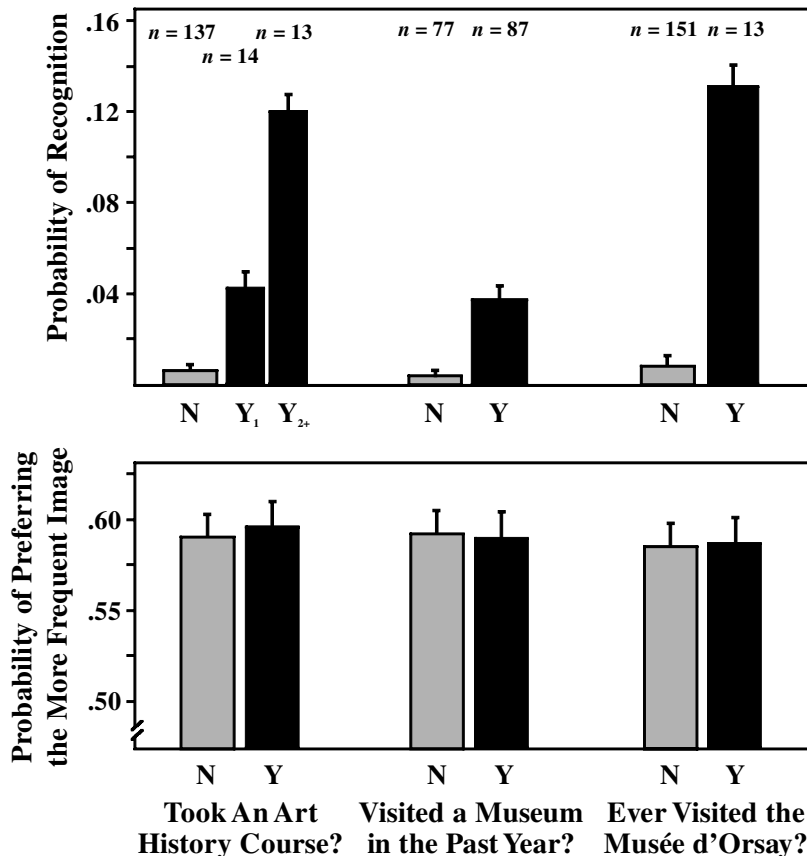 .16
n = 137
n = 14
n = 13
n = 77
n = 87
n = 151
n = 13
.12
.08
.04
Probability of Recognition
N
Y₁
Y₂₊
N
Y
N
Y
.60
.55
.50
Probability of Preferring
the More Frequent Image
N
Y
N
Y
N
Y
Took An Art
History Course?
Visited a Museum
in the Past Year?
Ever Visited the
Musée d'Orsay?